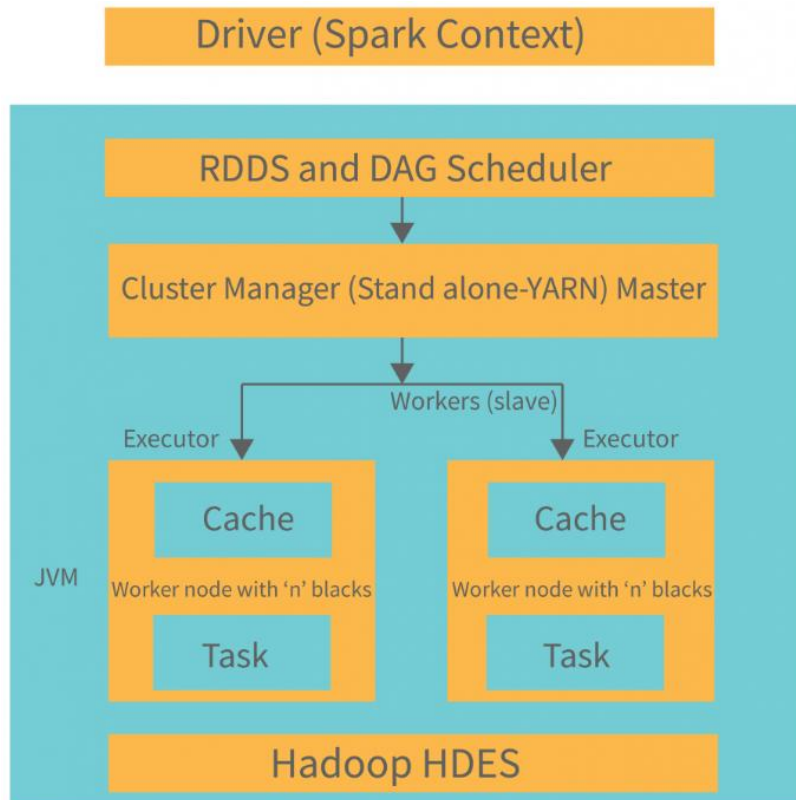 Driver (Spark Context)
RDDS and DAG Scheduler
Cluster Manager (Stand alone-YARN) Master
Workers (slave)
Executor
Executor
Cache
Cache
JVM
Worker node with ‘n’ blacks
Worker node with ‘n’ blacks
Task
Task
Hadoop HDES